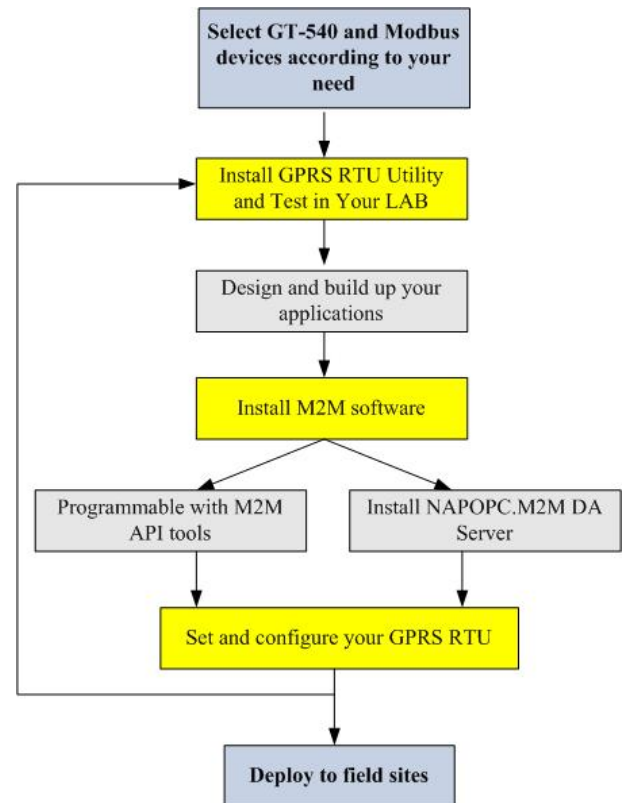 Select GT-540 and Modbus
devices according to your
need
Install GPRS RTU Utility
and Test in Your LAB
Design and build up your
applications
Install M2M software
Programmable with M2M
API tools
Install NAPOPC.M2M DA
Server
Set and configure your GPRS RTU
Deploy to field sites